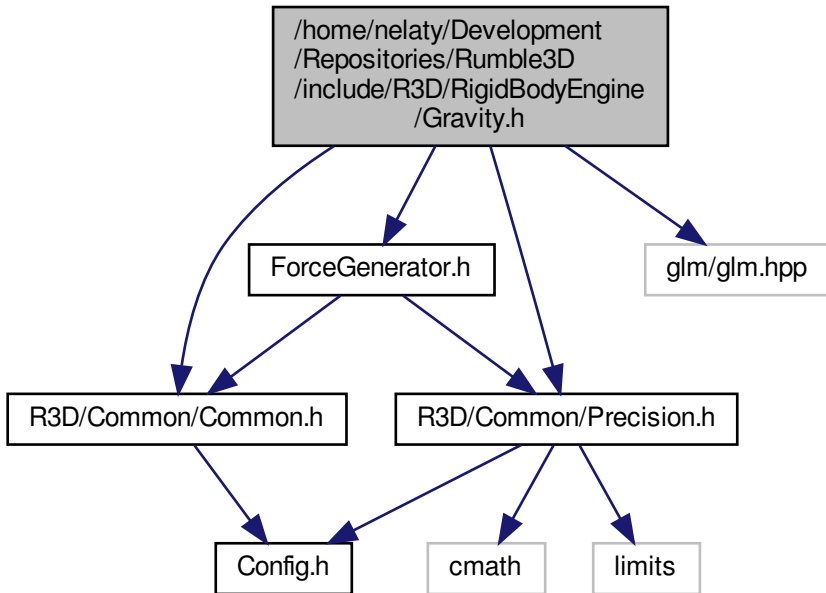 /home/nelaty/Development
/Repositories/Rumble3D
/include/R3D/RigidBodyEngine
/Gravity.h
ForceGenerator.h
glm/glm.hpp
R3D/Common/Common.h
R3D/Common/Precision.h
Config.h
cmath
limits